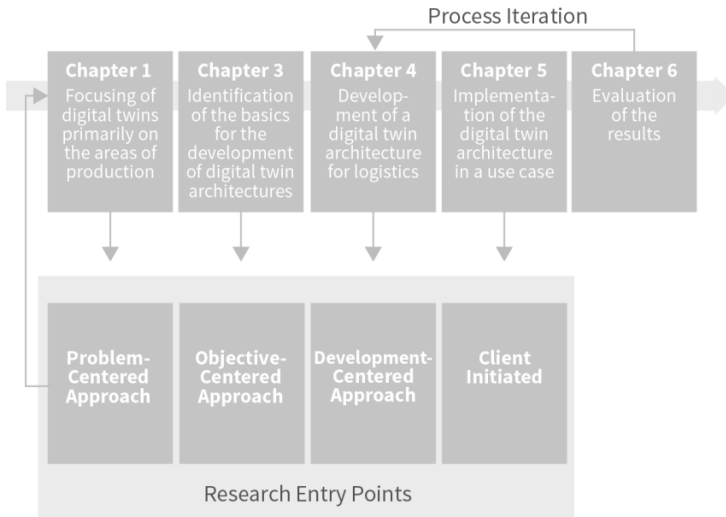 Process Iteration
Chapter 1
Focusing of
digital twins
primarily on
the areas of
production
Chapter 3
Identification
of the basics
for the
development
of digital twin
architectures
Chapter 4
Develop-
ment of a
digital twin
architecture
for logistics
Chapter 5
Implementa-
tion of the
digital twin
architecture
in a use case
Chapter 6
Evaluation
of the
results
Problem-
Centered
Approach
Objective-
Centered
Approach
Development-
Centered
Approach
Client
Initiated
Research Entry Points